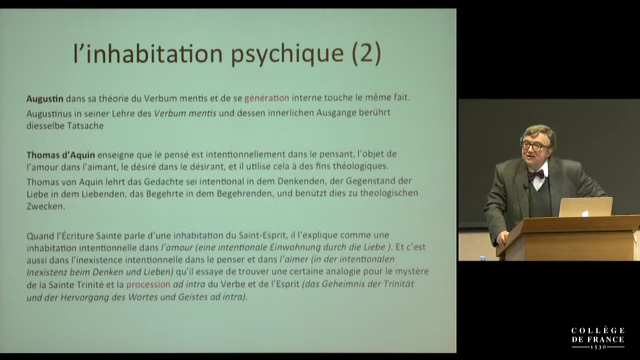 l'inhabitation psychique (2)
Augustin dans sa théorie du Verbum mentis et de se génération interne touche le même fait.
Augustinus in seiner Lehre des Verbum mentis und dessen innerlichen Ausgange berührt
diesselbe Tatsache
Thomas d'Aquin enseigne que le pensé est intentionnellement dans le pensant, l'objet de
l'amour dans l'aimant, le désiré dans le désirant, et il utilise cela à des fins théologiques.
Thomas von Aquin lehrt das Gedachte sei intentional in dem Denkenden, der Gegenstand der
Liebe in dem Liebenden, das Begehrte in dem Begehrenden, und benützt dies zu theologischen
Zwecken.
Quand l'Écriture Sainte parle d'une inhabitation du Saint-Esprit, il l'explique comme une
inhabitation intentionnelle dans l'amour (eine intentionale Einwohnung durch die Liebe ). Et c'est
aussi dans l'inexistence intentionnelle dans le penser et dans l'aimer (in der intentionalen
Inexistenz beim Denken und Lieben) qu'il essaye de trouver une certaine analogie pour le mystère
de la Sainte Trinité et la procession ad intra du Verbe et de l'Esprit (das Geheimnis der Trinität
und der Hervorgang des Wortes und Geistes ad intra).
COLLÈGE
DE FRANCE
1530